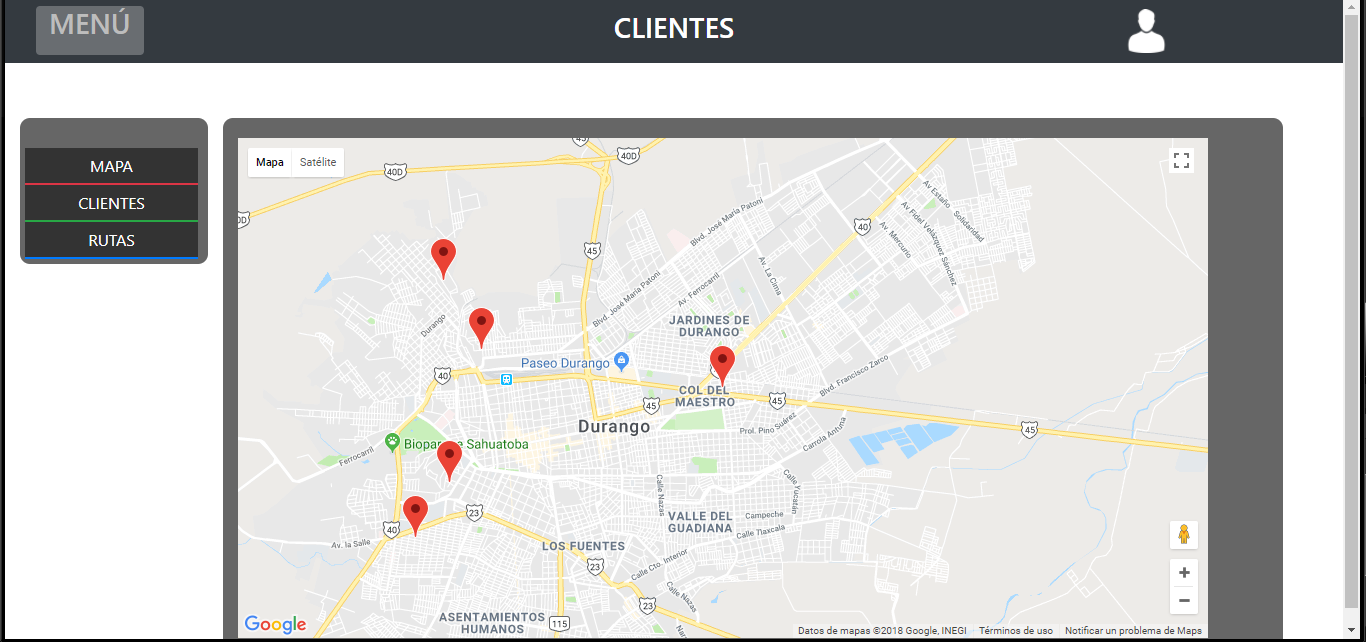 MENÚ
CLIENTES
MAPA
CLIENTES
RUTAS
Mapa
Satélite
40D
40D
45
40
45
Av Estaño
Solidaridad
Av Fidel Velázquez Sánchez
Av. Mercurio
Blvd. José María Patoni
Av. La Cima
Av. Ferrocarril
Blvd. José María Patoni
Durango
JARDINES DE
DURANGO
Paseo Durango
40
Blvd. Francisco Zarco
COL DEL
MAESTRO
45
45
45
Durango
Prol. Pino Suárez
Carrola Antuna
Sahuatoba
Ferrocarril
Calle Nazas
Calle Yucatán
23
40
Av. la Salle
VALLE DEL
GUADIANA
Campeche
Calle Tlaxcala
LOS FUENTES
23
Calle Cto. Interior
Calle Nazas
23
ASENTAMIENTOS
HUMANOS
115
Google
Datos de mapas ©2018 Google, INEGI
Términos de uso
Notificar un problema de Maps